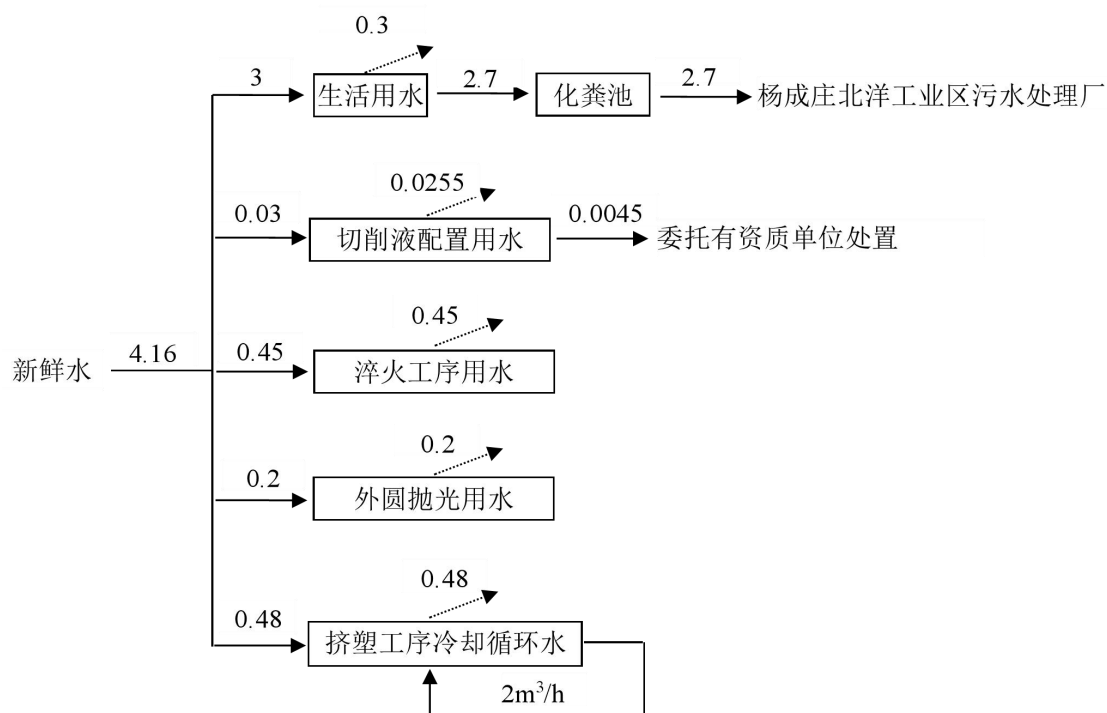 0.3
3
生活用水
2.7
化粪池
2.7
杨成庄北洋工业区污水处理厂
0.0255
0.03
切削液配置用水
0.0045
委托有资质单位处置
0.45
新鲜水
4.16
0.45
淬火工序用水
0.2
0.2
外圆抛光用水
0.48
0.48
挤塑工序冷却循环水
2m³/h